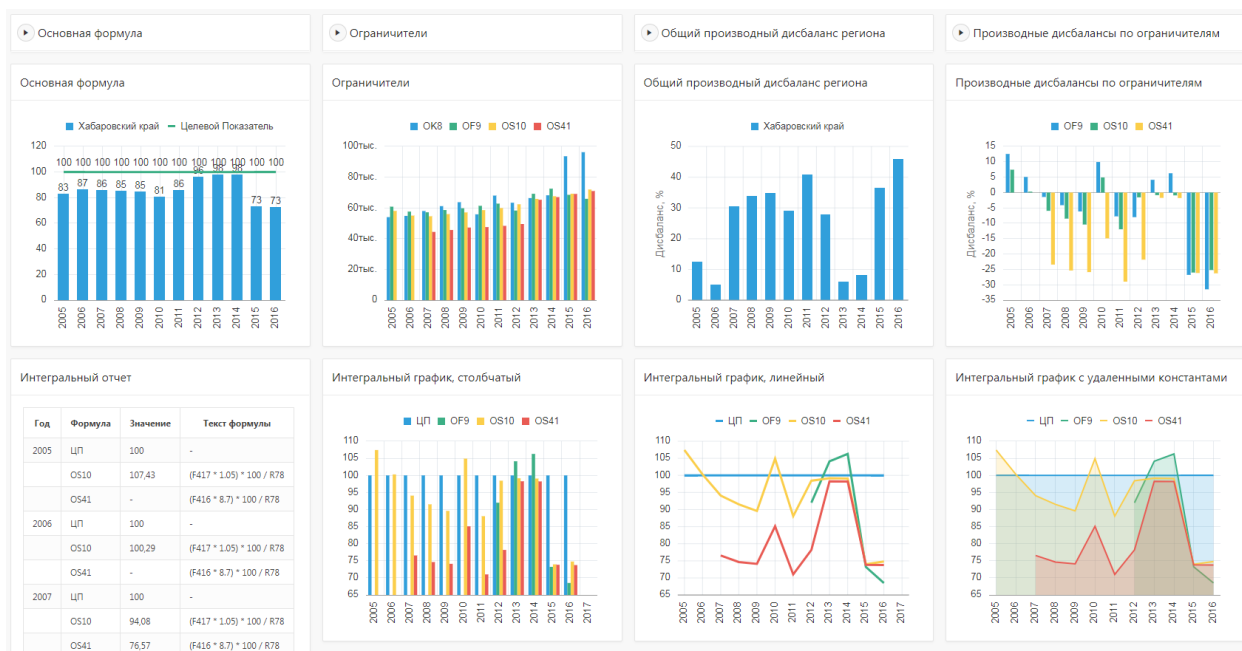 Основная формула
Ограничители
Общий производный дисбаланс региона
Производные дисбалансы по ограничителям
Основная формула
Хабаровский край Целевой Показатель
120
100
80
60
40
20
0
100 100 100 100 100 100 100 100 100 100 100 100
83 87 86 85 85 81 86 96 98 98 73 73
2005 2006 2007 2008 2009 2010 2011 2012 2013 2014 2015 2016
Ограничители
OK8 OF9 OS10 OS41
100тыс.
80тыс.
60тыс.
40тыс.
20тыс.
0
2005 2006 2007 2008 2009 2010 2011 2012 2013 2014 2015 2016
Общий производный дисбаланс региона
Хабаровский край
Дисбаланс, %
50
40
30
20
10
0
2005 2006 2007 2008 2009 2010 2011 2012 2013 2014 2015 2016
Производные дисбалансы по ограничителям
OF9 OS10 OS41
Дисбаланс, %
15
10
5
0
-5
-10
-15
-20
-25
-30
-35
2005 2006 2007 2008 2009 2010 2011 2012 2013 2014 2015 2016
Интегральный отчет
Год Формула Значение Текст формулы
2005 ЦП 100 -
OS10 107,43 (F417 * 1.05) * 100 / R78
OS41 - (F416 * 8.7) * 100 / R78
2006 ЦП 100 -
OS10 100,29 (F417 * 1.05) * 100 / R78
OS41 - (F416 * 8.7) * 100 / R78
2007 ЦП 100 -
OS10 94,08 (F417 * 1.05) * 100 / R78
OS41 76,57 (F416 * 8.7) * 100 / R78
Интегральный график, столбчатый
ЦП OF9 OS10 OS41
110
105
100
95
90
85
80
75
70
65
2005 2006 2007 2008 2009 2010 2011 2012 2013 2014 2015 2016 2017
Интегральный график, линейный
ЦП OF9 OS10 OS41
110
105
100
95
90
85
80
75
70
65
2005 2006 2007 2008 2009 2010 2011 2012 2013 2014 2015 2016 2017
Интегральный график с удаленными константами
ЦП OF9 OS10 OS41
110
105
100
95
90
85
80
75
70
65
2005 2006 2007 2008 2009 2010 2011 2012 2013 2014 2015 2016